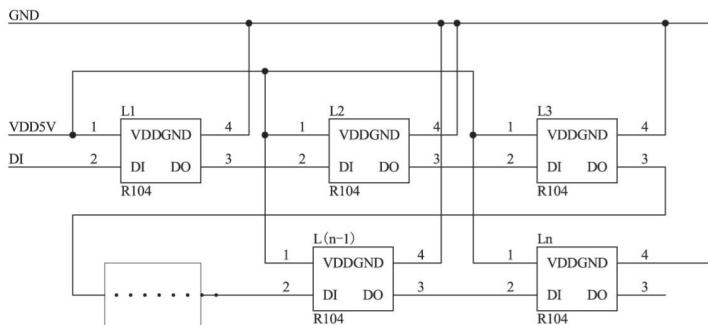 GND
L1 L2 L3
VDD5V 1 VDDGND 4 1 VDDGND 4 1 VDDGND 4
DI 2 DI DO 3 2 DI DO 3 2 DI DO 3
R104 R104 R104
L(n-1) Ln
1 VDDGND 4 1 VDDGND 4
2 DI DO 3 2 DI DO 3
R104 R104